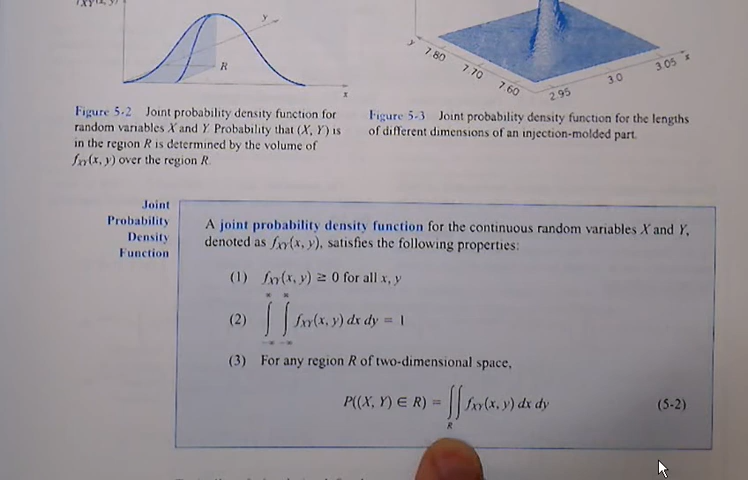 f_XY(x, y)
y
R
x
y
7.80
7.70
7.60
2.95
3.0
3.05
x
Figure 5-2 Joint probability density function for
random variables X and Y. Probability that (X, Y) is
in the region R is determined by the volume of
f_XY(x, y) over the region R.
Figure 5-3 Joint probability density function for the lengths
of different dimensions of an injection-molded part.
Joint
Probability
Density
Function
A joint probability density function for the continuous random variables X and Y,
denoted as f_XY(x, y), satisfies the following properties:
(1) f_XY(x, y) ≥ 0 for all x, y
(2) ∫_{-∞}^{∞} ∫_{-∞}^{∞} f_XY(x, y) dx dy = 1
(3) For any region R of two-dimensional space,
P((X, Y) ∈ R) = ∬_R f_XY(x, y) dx dy (5-2)